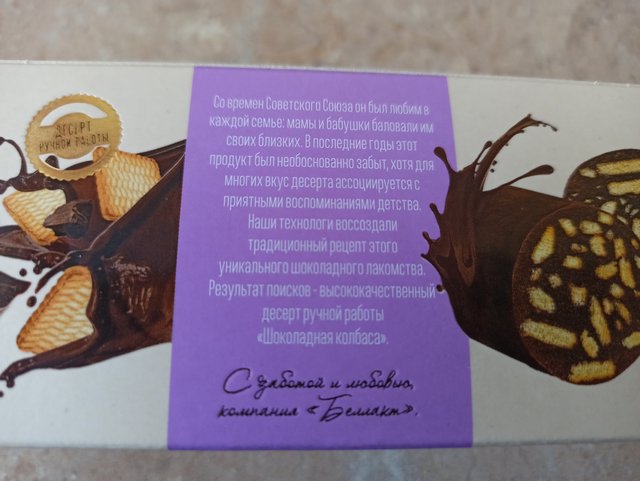 ДЕСЕРТ
РУЧНОЙ РАБОТЫ
Со времен Советского Союза он был любим в
каждой семье: мамы и бабушки баловали им
своих близких. В последние годы этот
продукт был необоснованно забыт, хотя для
многих вкус десерта ассоциируется с
приятными воспоминаниями детства.
Наши технологи воссоздали
традиционный рецепт этого
уникального шоколадного лакомства.
Результат поисков - высококачественный
десерт ручной работы
«Шоколадная колбаса».
С заботой и любовью,
компания «Беллакт».